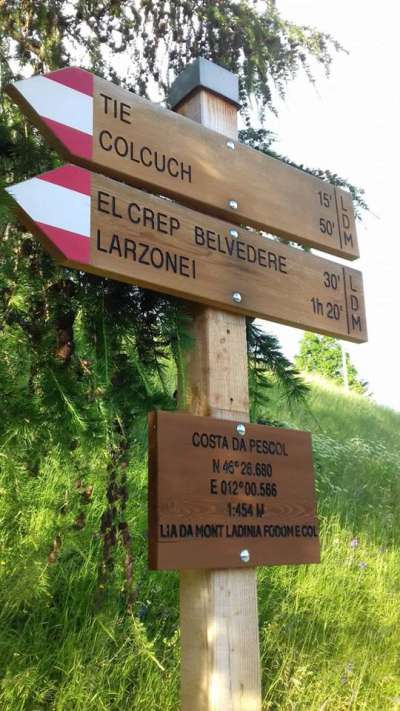 TIE 15'
COLCUCH 50'
LDM
EL CREP BELVEDERE 30'
LARZONEI 1h 20'
LDM
COSTA DA PESCOL
N 46° 26.680
E 012°00.566
1:454 M
LIA DA MONT LADINIA FODOM E COL